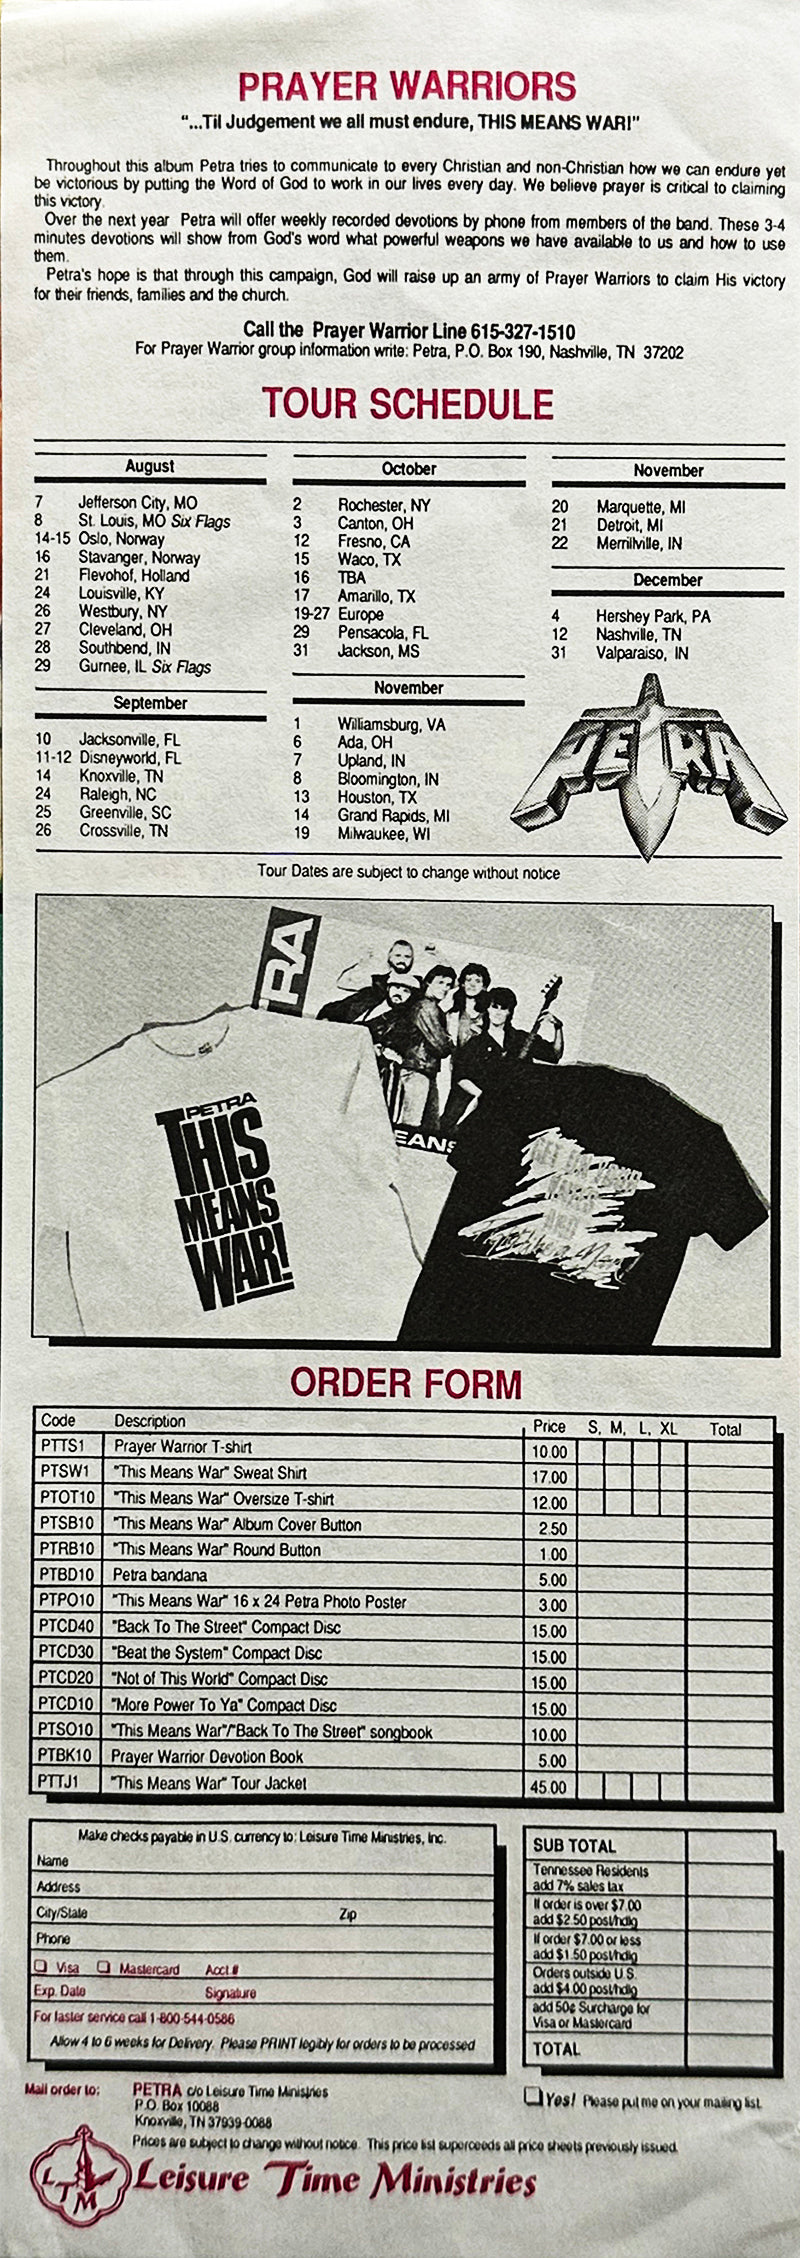 PRAYER WARRIORS
"...Til Judgement we all must endure, THIS MEANS WAR!"
Throughout this album Petra tries to communicate to every Christian and non-Christian how we can endure yet
be victorious by putting the Word of God to work in our lives every day. We believe prayer is critical to claiming
this victory.
Over the next year Petra will offer weekly recorded devotions by phone from members of the band. These 3-4
minutes devotions will show from God's word what powerful weapons we have available to us and how to use
them.
Petra's hope is that through this campaign, God will raise up an army of Prayer Warriors to claim His victory
for their friends, families and the church.
Call the Prayer Warrior Line 615-327-1510
For Prayer Warrior group information write: Petra, P.O. Box 190, Nashville, TN 37202
TOUR SCHEDULE
August
7 Jefferson City, MO
8 St. Louis, MO Six Flags
14-15 Oslo, Norway
16 Stavanger, Norway
21 Flevohof, Holland
24 Louisville, KY
26 Westbury, NY
27 Cleveland, OH
28 Southbend, IN
29 Gurnee, IL Six Flags
September
10 Jacksonville, FL
11-12 Disneyworld, FL
14 Knoxville, TN
24 Raleigh, NC
25 Greenville, SC
26 Crossville, TN
October
2 Rochester, NY
3 Canton, OH
12 Fresno, CA
15 Waco, TX
16 TBA
17 Amarillo, TX
19-27 Europe
29 Pensacola, FL
31 Jackson, MS
November
1 Williamsburg, VA
6 Ada, OH
7 Upland, IN
8 Bloomington, IN
13 Houston, TX
14 Grand Rapids, MI
19 Milwaukee, WI
November
20 Marquette, MI
21 Detroit, MI
22 Merrilville, IN
December
4 Hershey Park, PA
12 Nashville, TN
31 Valparaiso, IN
PETRA
Tour Dates are subject to change without notice
TRA
EANS
PETRA
THIS
MEANS
WAR!
ORDER FORM
Code Description Price S, M, L, XL Total
PTTS1 Prayer Warrior T-shirt 10.00
PTSW1 "This Means War" Sweat Shirt 17.00
PTOT10 "This Means War" Oversize T-shirt 12.00
PTSB10 "This Means War" Album Cover Button 2.50
PTRB10 "This Means War" Round Button 1.00
PTBD10 Petra bandana 5.00
PTPO10 "This Means War" 16 x 24 Petra Photo Poster 3.00
PTCD40 "Back To The Street" Compact Disc 15.00
PTCD30 "Beat the System" Compact Disc 15.00
PTCD20 "Not of This World" Compact Disc 15.00
PTCD10 "More Power To Ya" Compact Disc 15.00
PTSO10 "This Means War"/"Back To The Street" songbook 10.00
PTBK10 Prayer Warrior Devotion Book 5.00
PTTJ1 "This Means War" Tour Jacket 45.00
Make checks payable in U.S. currency to: Leisure Time Ministries, Inc.
Name
Address
City/State Zip
Phone
Visa Mastercard Acct #
Exp. Date Signature
For faster service call 1-800-544-0586
Allow 4 to 6 weeks for Delivery. Please PRINT legibly for orders to be processed
SUB TOTAL
Tennessee Residents
add 7% sales tax
If order is over $7.00
add $2.50 post/hdlg
If order $7.00 or less
add $1.50 post/hdlg
Orders outside U.S.
add $4.00 post/hdlg
add 50¢ Surcharge for
Visa or Mastercard
TOTAL
Mail order to: PETRA c/o Leisure Time Ministries
P.O. Box 10088
Knoxville, TN 37939-0088
Yes! Please put me on your mailing list.
Prices are subject to change without notice. This price list superceeds all price sheets previously issued.
LTM
Leisure Time Ministries